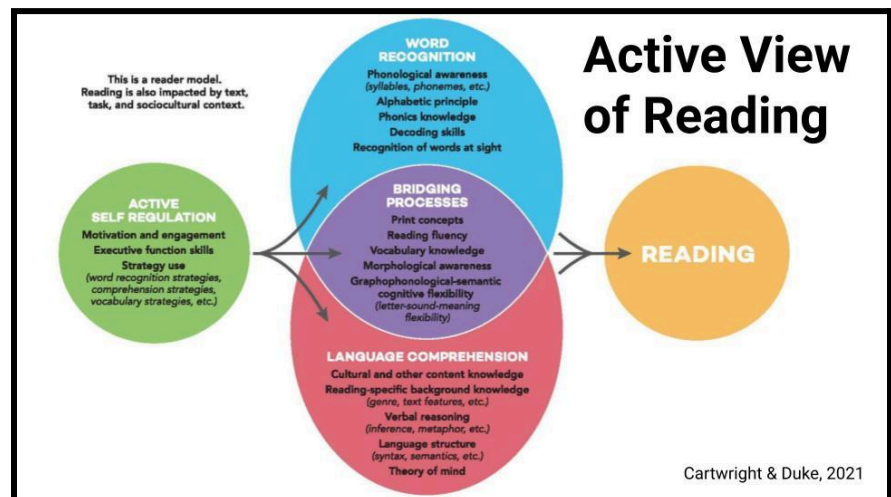 Active View
of Reading
This is a reader model.
Reading is also impacted by text,
task, and sociocultural context.
ACTIVE
SELF REGULATION
Motivation and engagement
Executive function skills
Strategy use
(word recognition strategies,
comprehension strategies,
vocabulary strategies, etc.)
WORD
RECOGNITION
Phonological awareness
(syllables, phonemes, etc.)
Alphabetic principle
Phonics knowledge
Decoding skills
Recognition of words at sight
BRIDGING
PROCESSES
Print concepts
Reading fluency
Vocabulary knowledge
Morphological awareness
Graphophonological-semantic
cognitive flexibility
(letter-sound-meaning
flexibility)
LANGUAGE COMPREHENSION
Cultural and other content knowledge
Reading-specific background knowledge
(genre, text features, etc.)
Verbal reasoning
(inference, metaphor, etc.)
Language structure
(syntax, semantics, etc.)
Theory of mind
READING
Cartwright & Duke, 2021